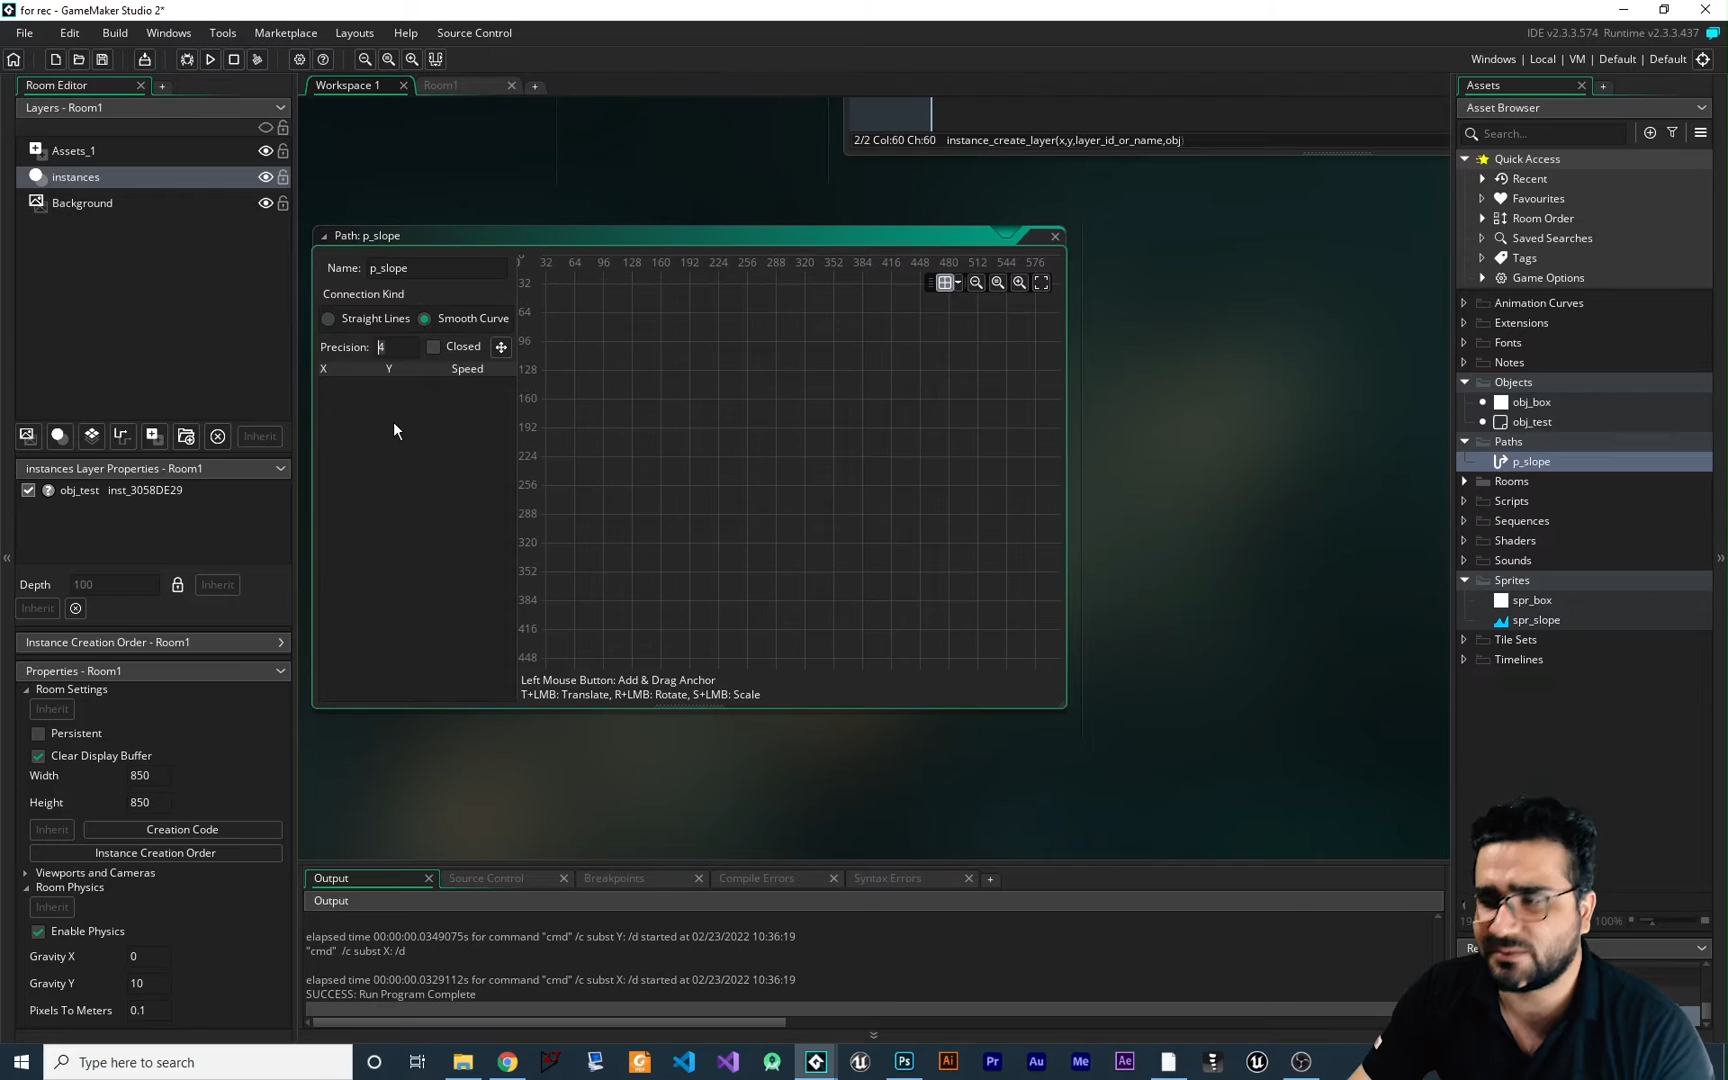 for rec - GameMaker Studio 2*
File Edit Build Windows Tools Marketplace Layouts Help Source Control
IDE v2.3.3.574 Runtime v2.3.3.437
Windows | Local | VM | Default | Default
Room Editor
Layers - Room1
Assets_1
instances
Background
Inherit
instances Layer Properties - Room1
obj_test inst_3058DE29
Depth 100 Inherit
Inherit
Instance Creation Order - Room1
Properties - Room1
Room Settings
Inherit
Persistent
Clear Display Buffer
Width 850
Height 850
Inherit Creation Code
Instance Creation Order
Viewports and Cameras
Room Physics
Inherit
Enable Physics
Gravity X 0
Gravity Y 10
Pixels To Meters 0.1
Workspace 1 Room1
2/2 Col:60 Ch:60 instance_create_layer(x,y,layer_id_or_name,obj)
Path: p_slope
Name: p_slope
Connection Kind
Straight Lines Smooth Curve
Precision: 4 Closed
X Y Speed
32 64 96 128 160 192 224 256 288 320 352 384 416 448 480 512 544 576
32
64
96
128
160
192
224
256
288
320
352
384
416
448
Left Mouse Button: Add & Drag Anchor
T+LMB: Translate, R+LMB: Rotate, S+LMB: Scale
Output Source Control Breakpoints Compile Errors Syntax Errors
Output
elapsed time 00:00:00.0349075s for command "cmd" /c subst Y: /d started at 02/23/2022 10:36:19
"cmd" /c subst X: /d
elapsed time 00:00:00.0329112s for command "cmd" /c subst X: /d started at 02/23/2022 10:36:19
SUCCESS: Run Program Complete
Assets
Asset Browser
Search...
Quick Access
Recent
Favourites
Room Order
Saved Searches
Tags
Game Options
Animation Curves
Extensions
Fonts
Notes
Objects
obj_box
obj_test
Paths
p_slope
Rooms
Scripts
Sequences
Shaders
Sounds
Sprites
spr_box
spr_slope
Tile Sets
Timelines
100%
Type here to search
Ps Ai Pr Au Me Ae